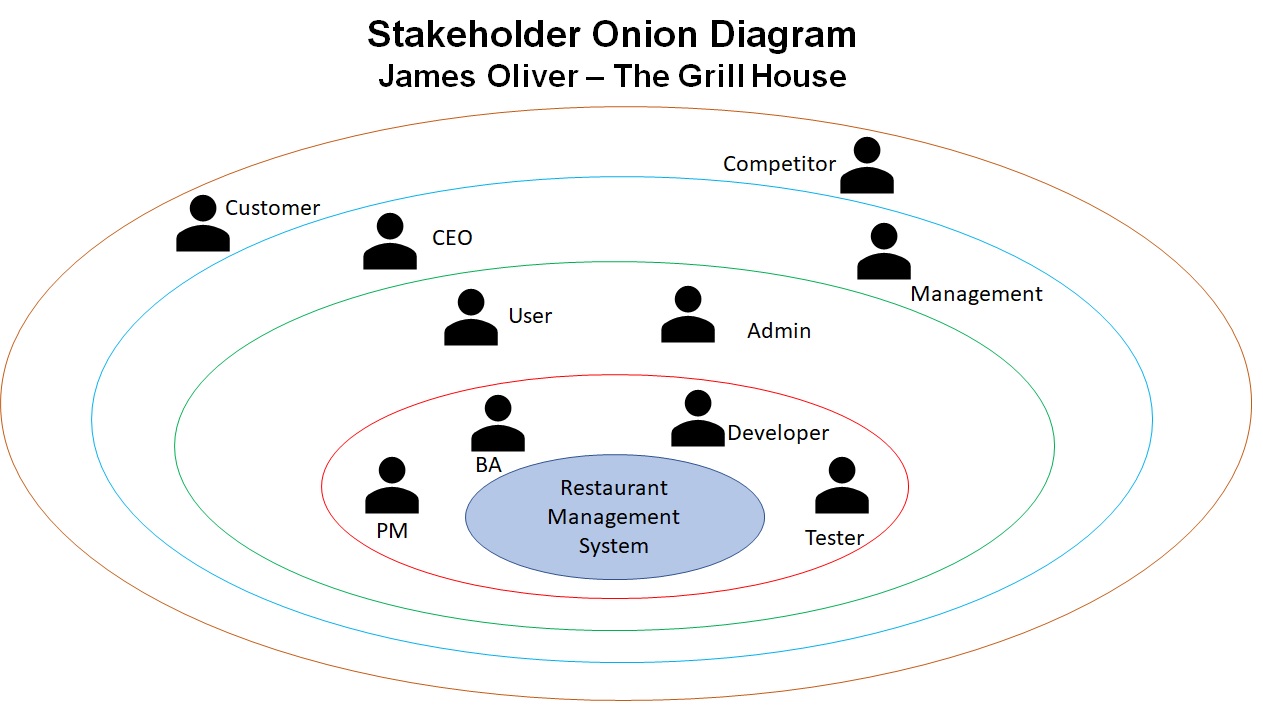 Stakeholder Onion Diagram
James Oliver – The Grill House
Competitor
Customer
CEO
Management
User
Admin
Developer
BA
PM
Restaurant
Management
System
Tester